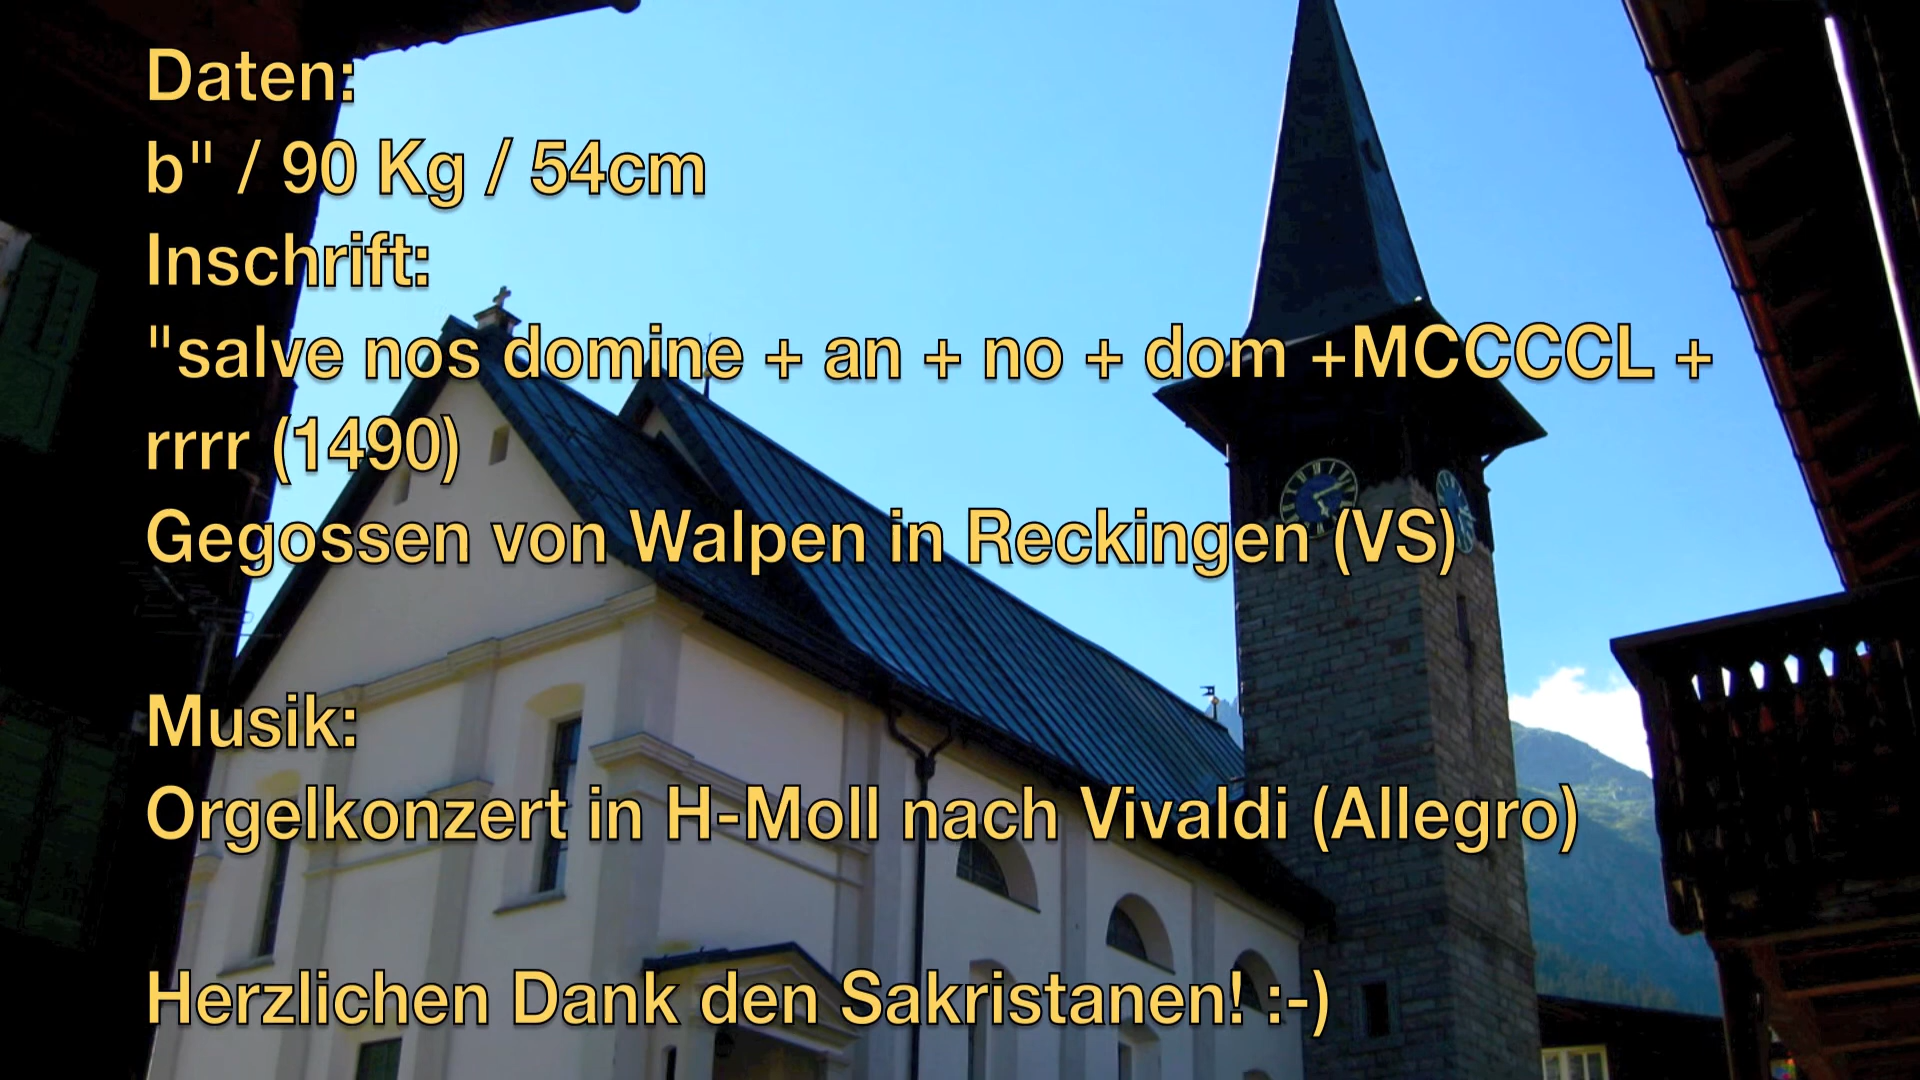 Daten:
b" / 90 Kg / 54cm
Inschrift:
"salve nos domine + an + no + dom +MCCCCL +
rrrr (1490)
Gegossen von Walpen in Reckingen (VS)
Musik:
Orgelkonzert in H-Moll nach Vivaldi (Allegro)
Herzlichen Dank den Sakristanen! :-)